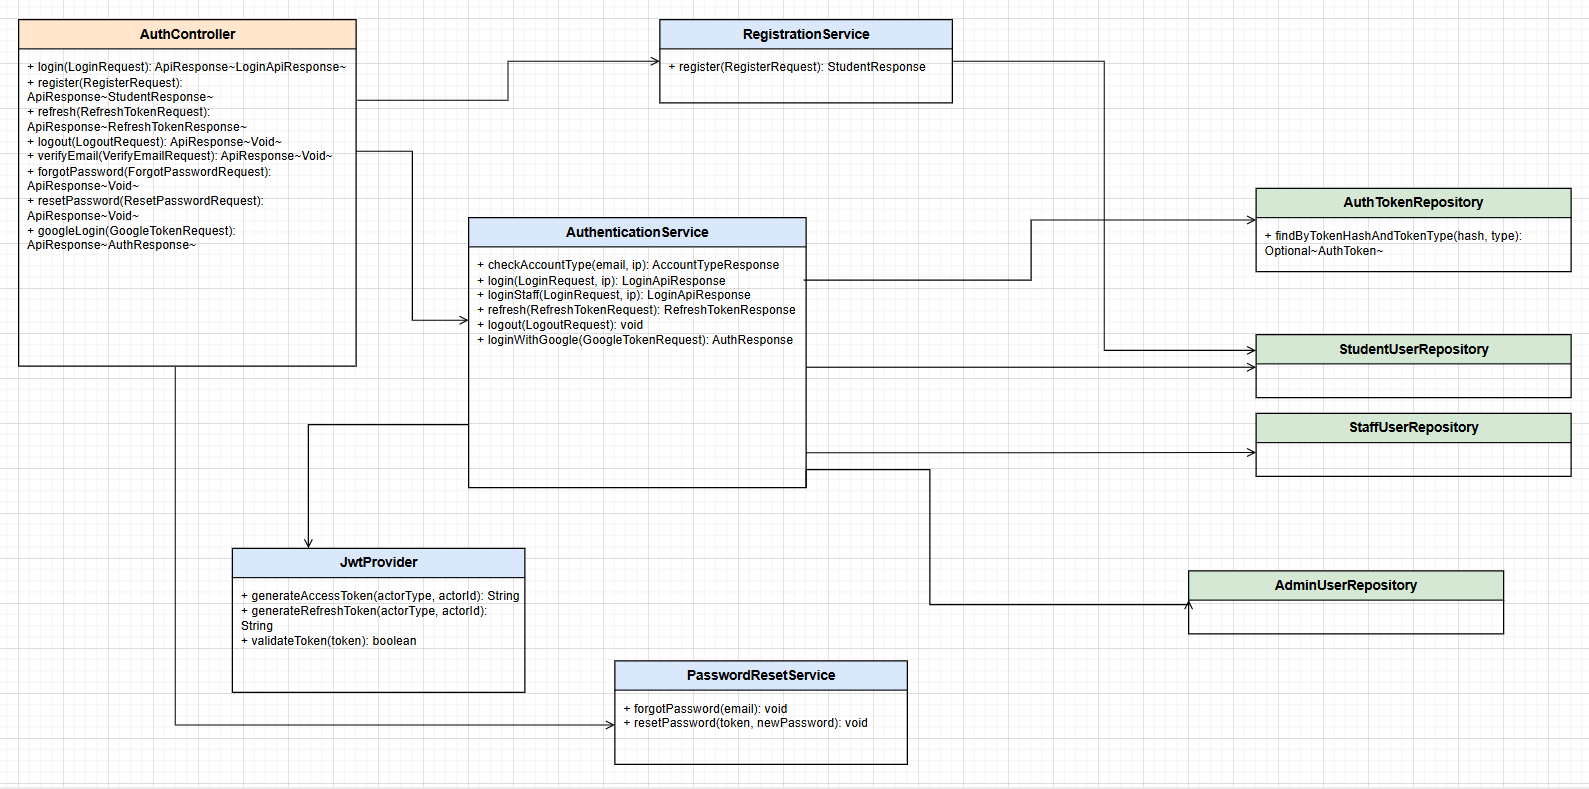 AuthController
+ login(LoginRequest): ApiResponse~LoginApiResponse~
+ register(RegisterRequest):
ApiResponse~StudentResponse~
+ refresh(RefreshTokenRequest):
ApiResponse~RefreshTokenResponse~
+ logout(LogoutRequest): ApiResponse~Void~
+ verifyEmail(VerifyEmailRequest): ApiResponse~Void~
+ forgotPassword(ForgotPasswordRequest):
ApiResponse~Void~
+ resetPassword(ResetPasswordRequest):
ApiResponse~Void~
+ googleLogin(GoogleTokenRequest):
ApiResponse~AuthResponse~
RegistrationService
+ register(RegisterRequest): StudentResponse
AuthenticationService
+ checkAccountType(email, ip): AccountTypeResponse
+ login(LoginRequest, ip): LoginApiResponse
+ loginStaff(LoginRequest, ip): LoginApiResponse
+ refresh(RefreshTokenRequest): RefreshTokenResponse
+ logout(LogoutRequest): void
+ loginWithGoogle(GoogleTokenRequest): AuthResponse
AuthTokenRepository
+ findByTokenHashAndTokenType(hash, type):
Optional~AuthToken~
StudentUserRepository
StaffUserRepository
AdminUserRepository
JwtProvider
+ generateAccessToken(actorType, actorId): String
+ generateRefreshToken(actorType, actorId):
String
+ validateToken(token): boolean
PasswordResetService
+ forgotPassword(email): void
+ resetPassword(token, newPassword): void